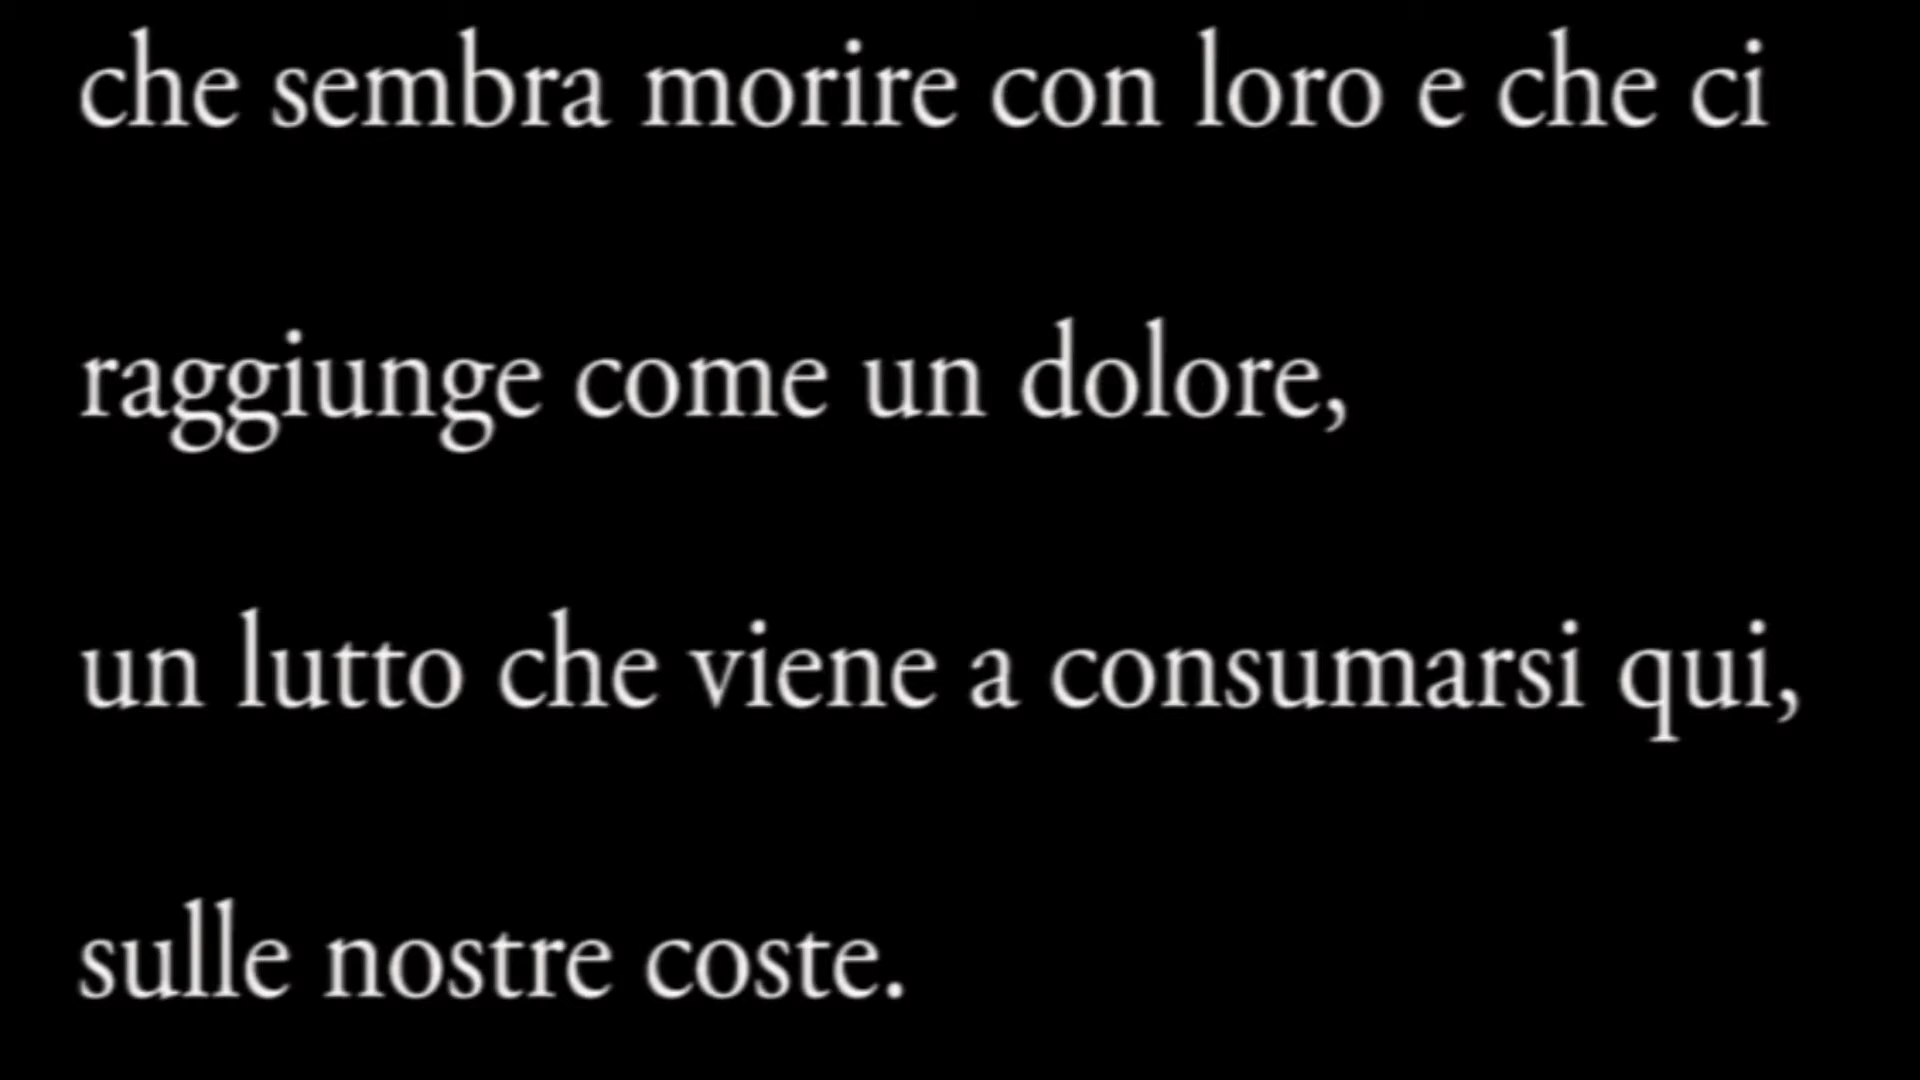 che sembra morire con loro e che ci
raggiunge come un dolore,
un lutto che viene a consumarsi qui,
sulle nostre coste.